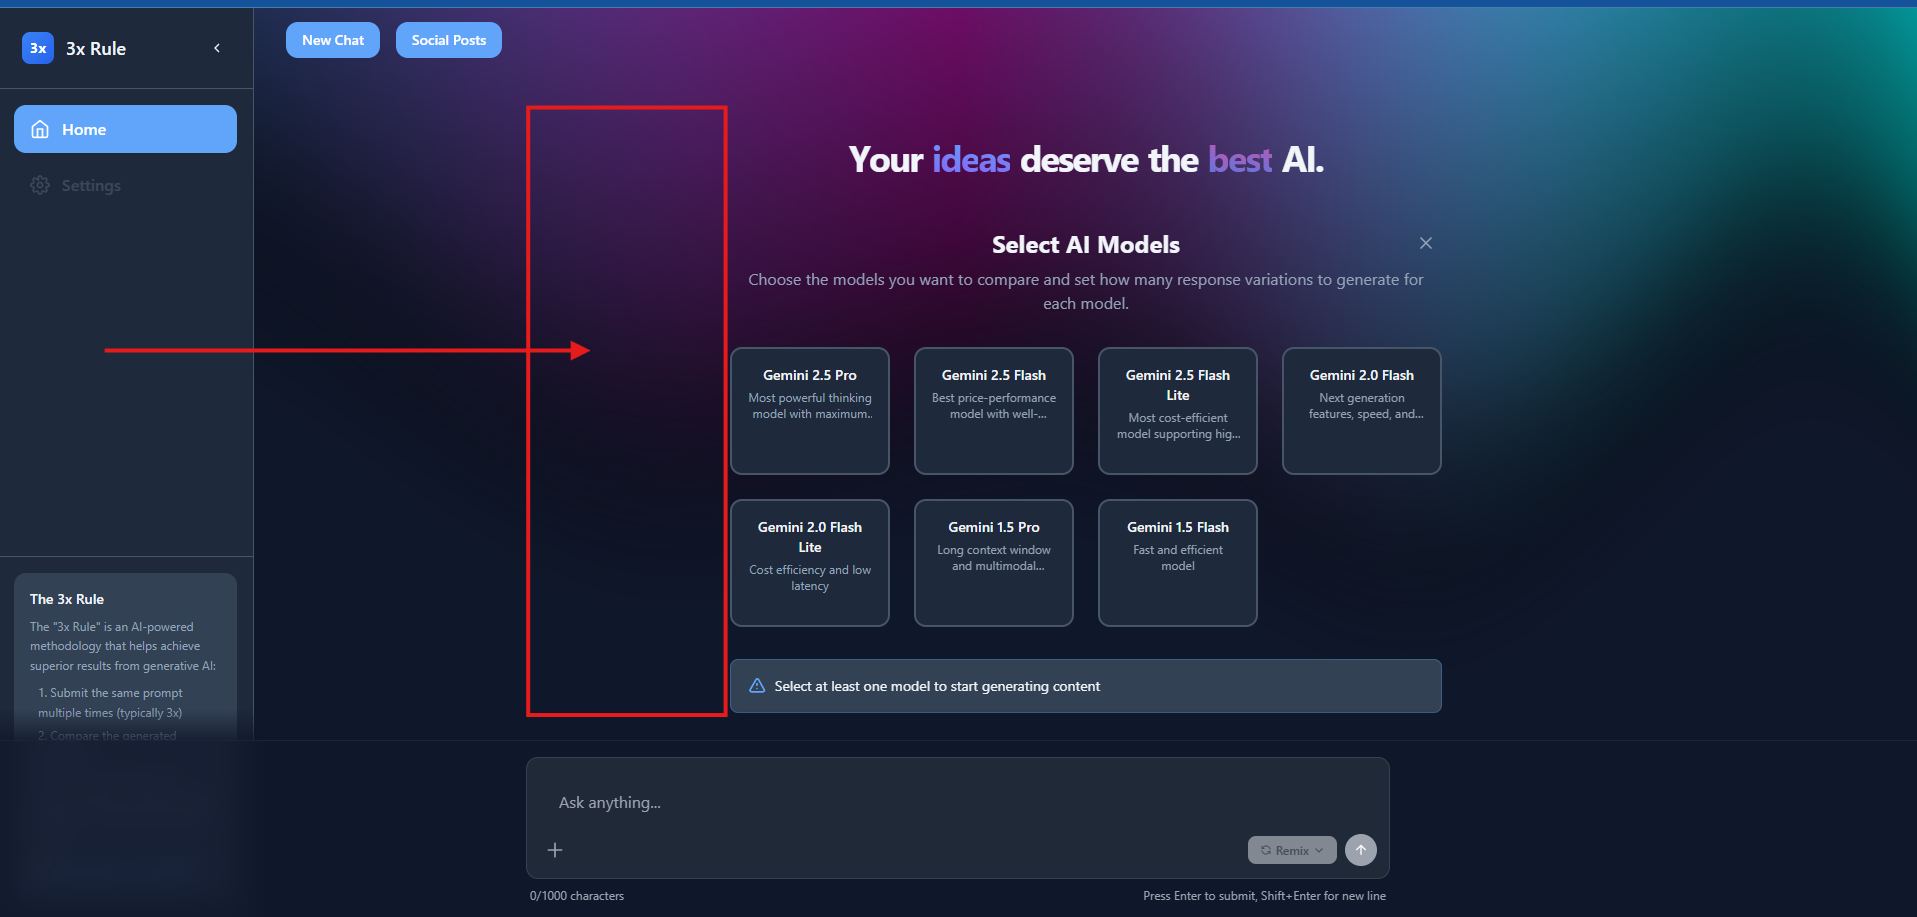 3x
3x Rule
New Chat
Social Posts
Home
Settings
Your ideas deserve the best AI.
Select AI Models
Choose the models you want to compare and set how many response variations to generate for
each model.
Gemini 2.5 Pro
Most powerful thinking
model with maximum..
Gemini 2.5 Flash
Best price-performance
model with well-...
Gemini 2.5 Flash
Lite
Most cost-efficient
model supporting hig...
Gemini 2.0 Flash
Next generation
features, speed, and...
Gemini 2.0 Flash
Lite
Cost efficiency and low
latency
Gemini 1.5 Pro
Long context window
and multimodal...
Gemini 1.5 Flash
Fast and efficient
model
Select at least one model to start generating content
The 3x Rule
The "3x Rule" is an AI-powered
methodology that helps achieve
superior results from generative AI:
1. Submit the same prompt
multiple times (typically 3x)
2. Compare the generated
Ask anything...
Remix
0/1000 characters
Press Enter to submit, Shift+Enter for new line